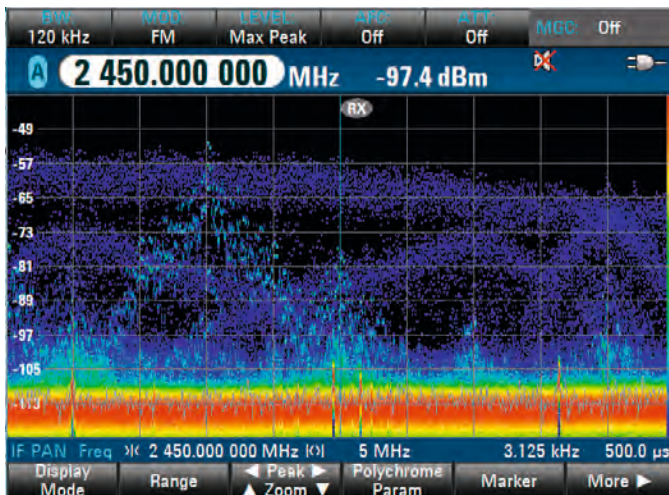 BW: MOD: LEVEL: AFC: ATT: MGC: Off
120 kHz FM Max Peak Off Off
A 2 450.000 000 MHz -97.4 dBm
RX
-49
-57
-65
-73
-81
-89
-97
-105
-113
IF PAN Freq 2 450.000 000 MHz 5 MHz 3.125 kHz 500.0 µs
Display Range ◀ Peak ▶ Polychrome Marker More ▶
Mode ▲ Zoom ▼ Param